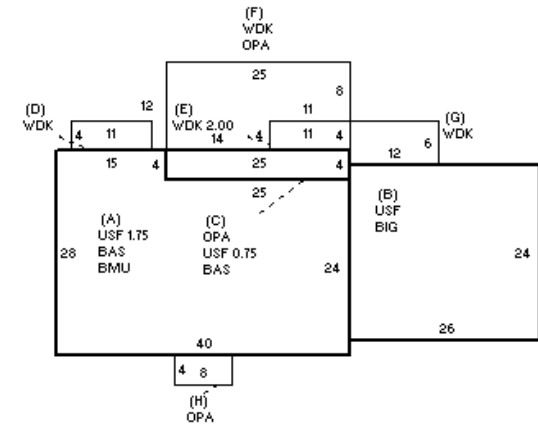 (F)
WDK
OPA
25
8
(D)
WDK
12
4
11
(E)
WDK 2.00
14
4
11
11
4
(G)
WDK
6
12
15
4
25
4
25
(A)
USF 1.75
BAS
BMU
28
(C)
OPA
USF 0.75
BAS
24
(B)
USF
BIG
24
26
40
4
8
(H)
OPA